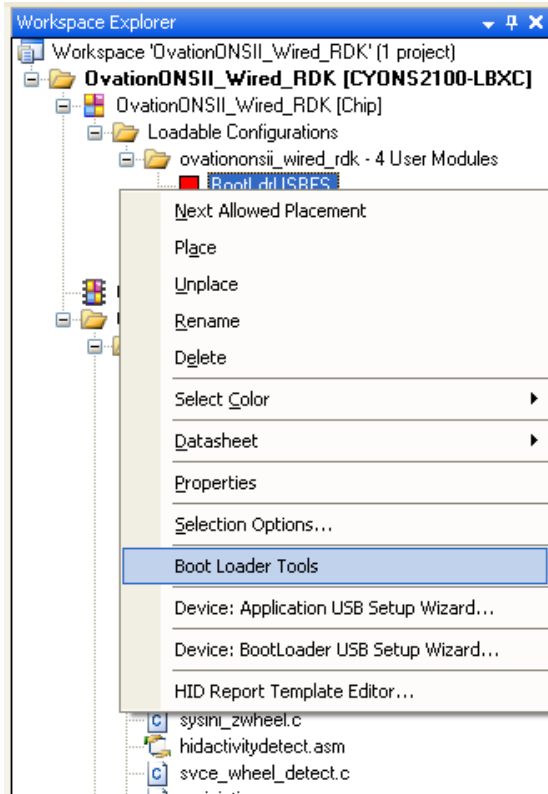 Workspace Explorer
Workspace 'OvationONSII_Wired_RDK' (1 project)
OvationONSII_Wired_RDK [CYONS2100-LBXC]
OvationONSII_Wired_RDK [Chip]
Loadable Configurations
ovationonsii_wired_rdk - 4 User Modules
BootLdrUSBFS
Next Allowed Placement
Place
Unplace
Rename
Delete
Select Color
Datasheet
Properties
Selection Options...
Boot Loader Tools
Device: Application USB Setup Wizard...
Device: BootLoader USB Setup Wizard...
HID Report Template Editor...
sysini_zwheel.c
hidactivitydetect.asm
svce_wheel_detect.c